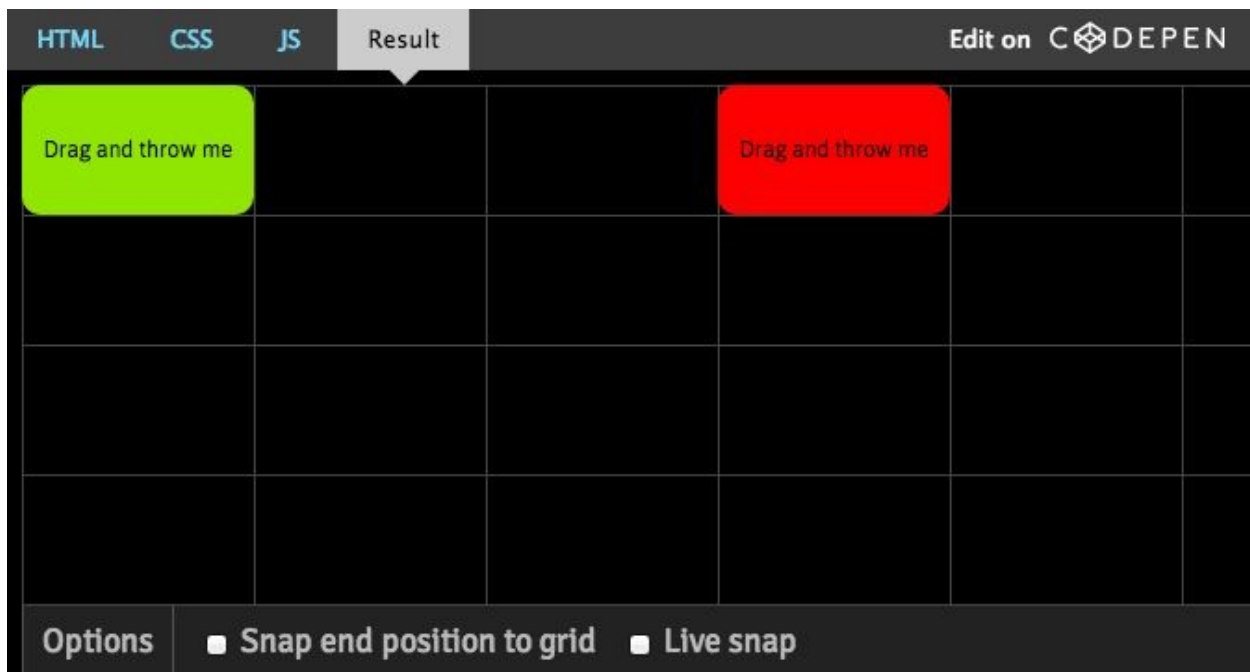 HTML CSS JS Result Edit on CODEPEN
Drag and throw me Drag and throw me
Options Snap end position to grid Live snap